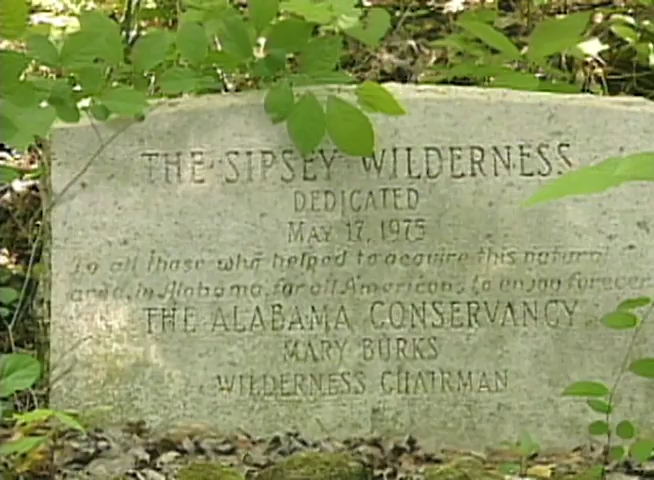 THE SIPSEY WILDERNESS
DEDICATED
MAY 17, 1975
To all those who helped to acquire this natural
area, in Alabama, for all Americans to enjoy forever
THE ALABAMA CONSERVANCY
MARY BURKS
WILDERNESS CHAIRMAN